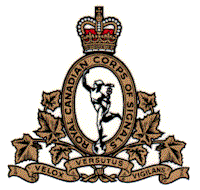 ROYAL CANADIAN CORPS OF SIGNALS
VELOX VERSUTUS VIGILANS